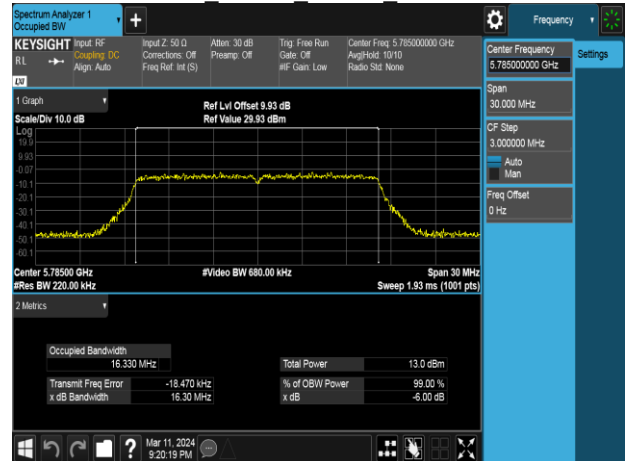 Spectrum Analyzer 1
Occupied BW
Frequency
KEYSIGHT Input: RF Input Z: 50 Ω Atten: 30 dB Trig: Free Run Center Freq: 5.785000000 GHz
RL Coupling: DC Corrections: Off Preamp: Off Gate: Off Avg|Hold: 10/10
Align: Auto Freq Ref: Int (S) #IF Gain: Low Radio Std: None
LXI
Center Frequency
5.785000000 GHz
Settings
Span
30.000 MHz
CF Step
3.000000 MHz
Auto
Man
Freq Offset
0 Hz
1 Graph
Ref Lvl Offset 9.93 dB
Scale/Div 10.0 dB Ref Value 29.93 dBm
Log
19.9
9.93
-0.07
-10.1
-20.1
-30.1
-40.1
-50.1
-60.1
Center 5.78500 GHz #Video BW 680.00 kHz Span 30 MHz
#Res BW 220.00 kHz Sweep 1.93 ms (1001 pts)
2 Metrics
Occupied Bandwidth
16.330 MHz Total Power 13.0 dBm
Transmit Freq Error -18.470 kHz % of OBW Power 99.00 %
x dB Bandwidth 16.30 MHz x dB -6.00 dB
?
Mar 11, 2024
9:20:19 PM